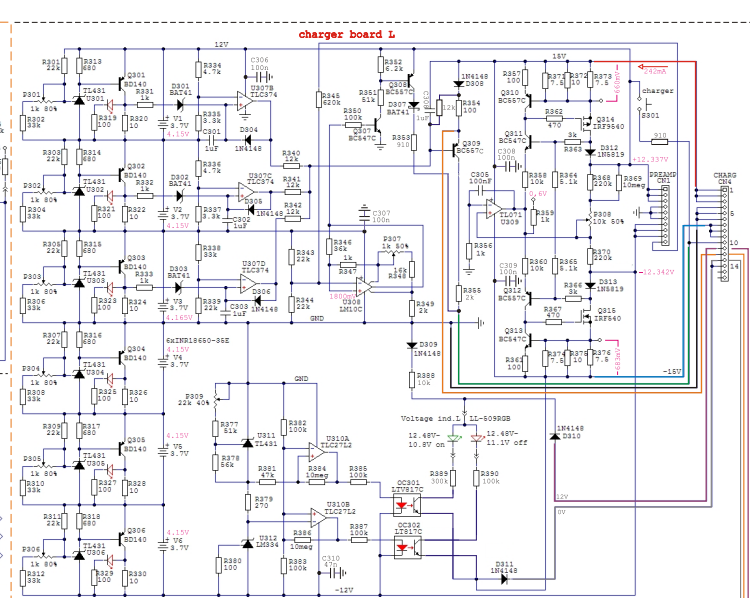 charger board L
12V
15V
R301
22k
R313
680
Q301
BD140
R334
4.7k
C306
100n
U307B
TLC374
P301
1k 80%
TL431
U301
R331
1k
D301
BAT41
R302
33k
R319
100
R320
10
V1
3.7V
4.15V
R335
3.3k
C301
1uF
D304
1N4148
R303
22k
R314
680
Q302
BD140
R336
4.7k
U307C
TLC374
P302
1k 80%
TL431
U302
R332
1k
D302
BAT41
R304
33k
R321
100
R322
10
V2
3.7V
R337
3.3k
D305
1N4148
C302
1uF
R340
12k
R341
12k
R342
12k
R305
22k
R315
680
Q303
BD140
R338
33k
U307D
TLC374
P303
1k 80%
TL431
U303
R333
1k
D303
BAT41
R306
33k
R323
100
R324
10
V3
3.7V
4.165V
R339
22k
C303
1uF
D306
1N4148
R343
22k
R344
22k
GND
R345
620k
R350
100k
Q307
BC547C
R352
6.2k
Q308
BC557C
R351
51k
D307
BAT41
R353
910
1uF
12k
1N4148
D308
R354
100
Q309
BC557C
C307
100n
R346
36k
P307
1k 50%
1k
R347
16k
R348
1800mV
U308
LM10C
R349
2k
C305
100nF
TL071
U309
R356
1k
R355
2k
R357
100
Q310
BC557C
R371
7.5
R372
10
R373
7.5
660mV
242mA
charger
S301
910
R362
470
Q314
IRF9540
Q311
BC547C
3k
R363
D312
1N5819
C308
100n
R358
10k
R364
5.1k
R368
220k
R369
10meg
12.337V
0.6V
R359
1k
P308
10k 50%
R360
10k
R365
5.1k
R370
220k
-12.342V
C309
100n
Q312
BC557C
R366
3k
D313
1N5819
R367
470
Q315
IRF540
Q313
BC547C
R361
100
R374
7.5
R375
10
R376
7.5
-683mV
-15V
PREAMP
CN1
CHARG
CN4
1
5
10
14
R307
22k
R316
680
4.15V
6xINR18650-35E
Q304
BD140
V4
3.7V
P304
1k 80%
TL431
U304
R308
33k
R325
100
R326
10
R309
22k
R317
680
4.15V
Q305
BD140
V5
3.7V
P305
1k 80%
TL431
U305
R310
33k
R327
100
R328
10
R311
22k
R318
680
4.15V
Q306
BD140
V6
3.7V
P306
1k 80%
TL431
U306
R312
33k
R329
100
R330
10
GND
P309
22k 40%
R377
51k
U311
TL431
R378
56k
R382
100k
U310A
TLC27L2
R381
47k
R384
10meg
R385
100k
R379
270
U310B
TLC27L2
U312
LM334
R386
10meg
R387
100k
R380
100
R383
100k
C310
47n
-12V
D309
1N4148
R388
10k
Voltage ind.L
LL-509RGB
12.48V-
10.8V on
12.48V-
11.1V off
1N4148
D310
R389
300k
R390
100k
OC301
LTV817C
OC302
LT817C
12V
0V
D311
1N4148